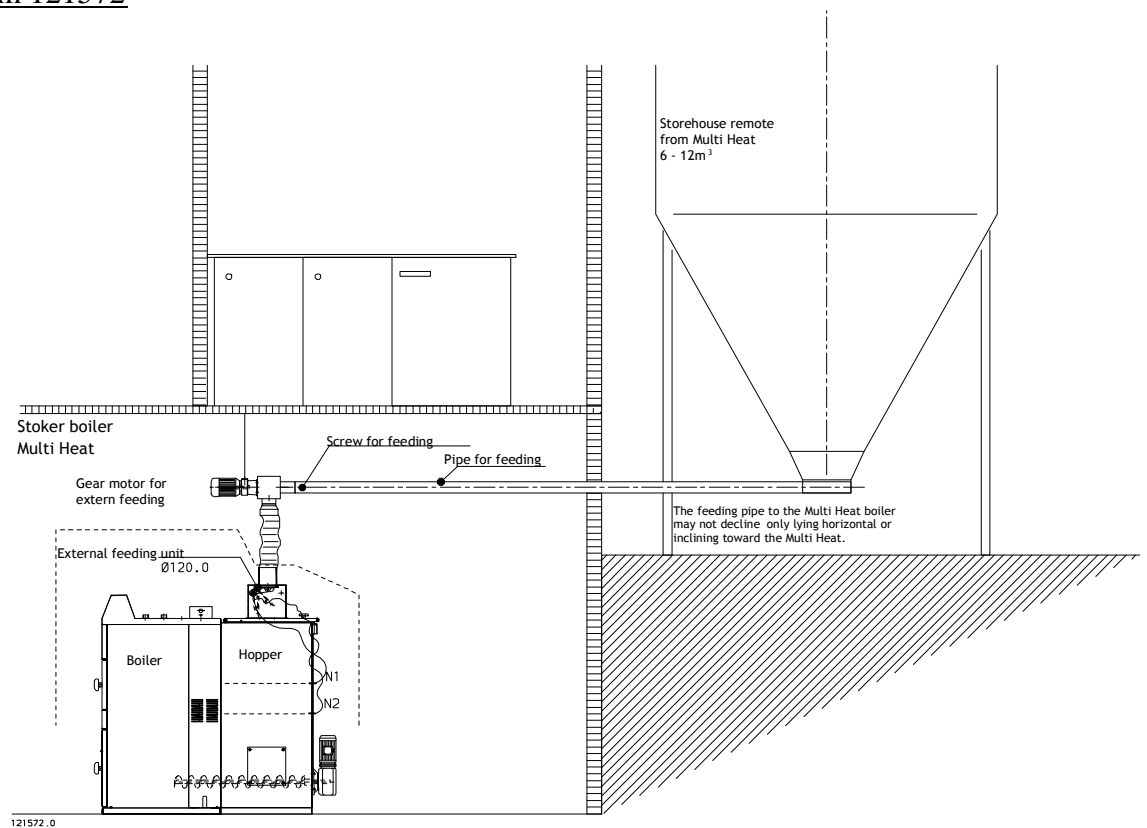 121572
Storehouse remote
from Multi Heat
6 - 12m³
Stoker boiler
Multi Heat
Screw for feeding
Pipe for feeding
Gear motor for
extern feeding
The feeding pipe to the Multi Heat boiler
may not decline only lying horizontal or
inclining toward the Multi Heat.
External feeding unit
Ø120.0
Boiler
Hopper
N1
N2
121572.0